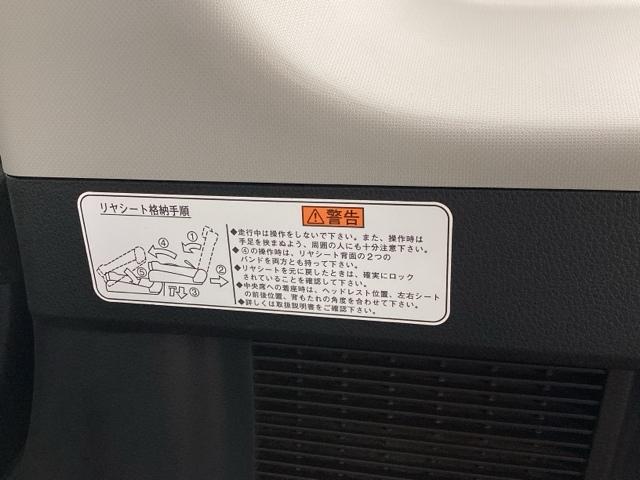 リヤシート格納手順
① ② ③ ④ ⑤
⚠警告
◆走行中は操作をしないで下さい。また、操作時は
手足を挟まぬよう、周囲の人にも十分注意下さい。
◆④の操作時は、リヤシート背面の２つの
バンドを両方とも持って下さい。
◆リヤシートを元に戻したときは、確実にロック
されていることを確認して下さい。
◆中央席への着座時は、ヘッドレスト位置、左右シート
の前後位置、背もたれの角度を合わせて下さい。
◆詳しくは取扱説明書をご確認下さい。